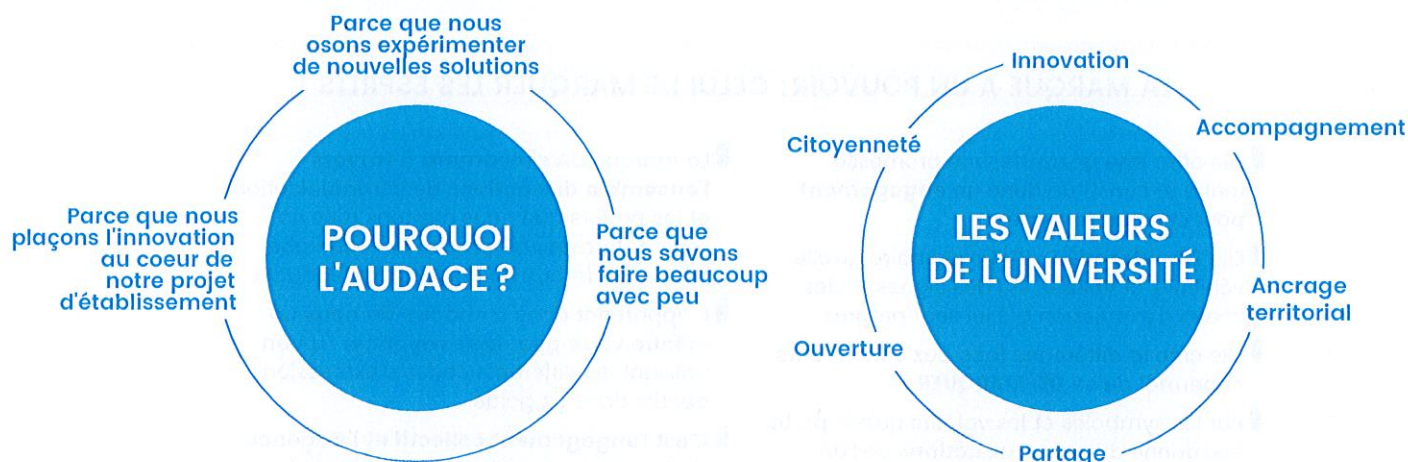 Parce que nous
osons expérimenter
de nouvelles solutions
Parce que nous
plaçons l'innovation
au coeur de
notre projet
d'établissement
POURQUOI
L'AUDACE ?
Parce que
nous savons
faire beaucoup
avec peu
Innovation
Citoyenneté
Accompagnement
LES VALEURS
DE L'UNIVERSITÉ
Ancrage
territorial
Ouverture
Partage